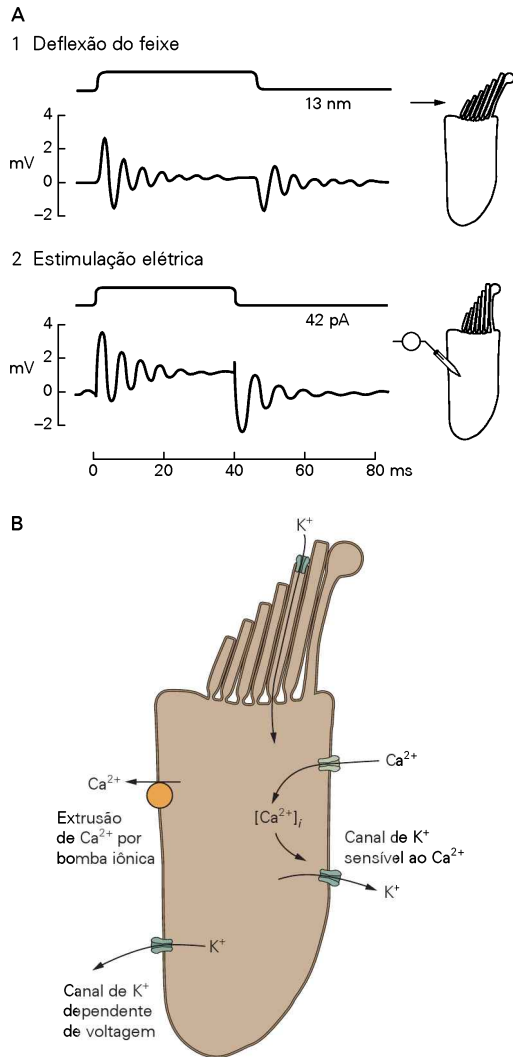 A
1 Deflexão do feixe
13 nm
4
2
mV
0
−2
2 Estimulação elétrica
42 pA
4
2
mV
0
−2
0 20 40 60 80 ms
B
K⁺
Ca²⁺
Ca²⁺
[Ca²⁺]ᵢ
Extrusão
de Ca²⁺ por
bomba iônica
Canal de K⁺
sensível ao Ca²⁺
K⁺
K⁺
Canal de K⁺
dependente
de voltagem